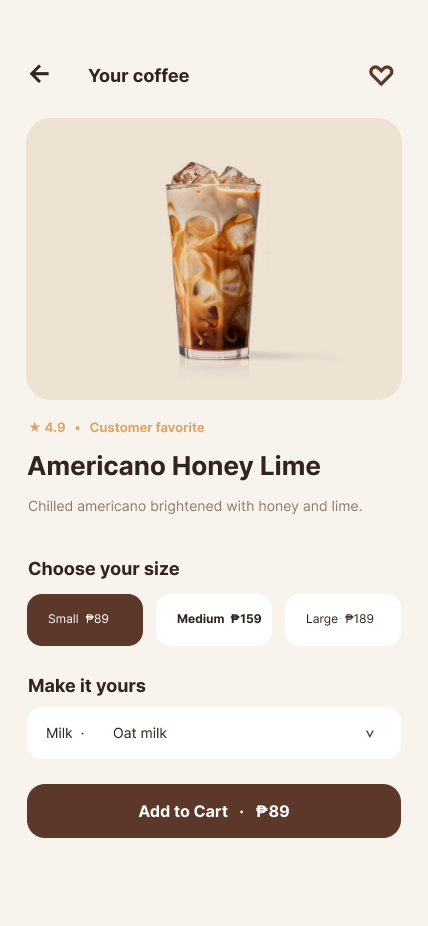 Your coffee
★ 4.9 • Customer favorite
Americano Honey Lime
Chilled americano brightened with honey and lime.
Choose your size
Small ₱89 Medium ₱159 Large ₱189
Make it yours
Milk · Oat milk v
Add to Cart · ₱89